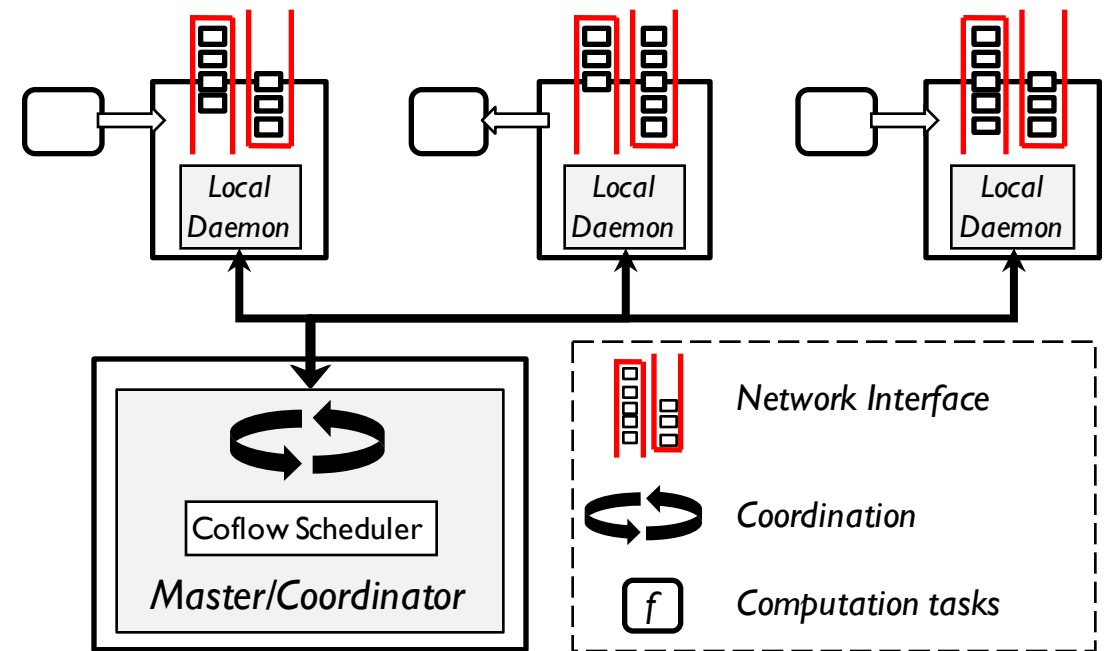 Local
Daemon
Local
Daemon
Local
Daemon
Coflow Scheduler
Master/Coordinator
Network Interface
Coordination
f
Computation tasks